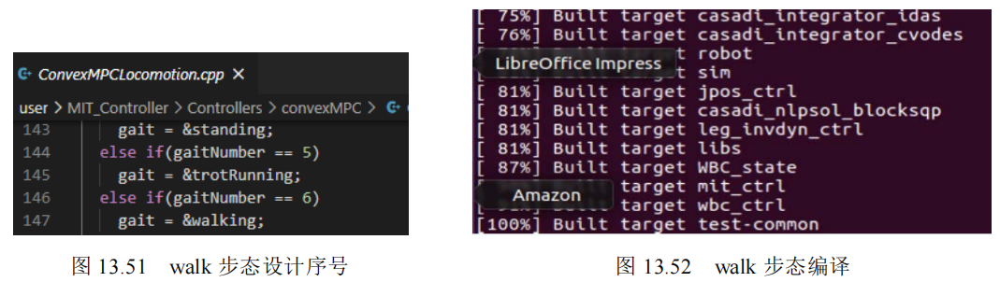 ConvexMPCLocomotion.cpp ×
user > MIT_Controller > Controllers > convexMPC >
143 gait = &standing;
144 else if(gaitNumber == 5)
145 gait = &trotRunning;
146 else if(gaitNumber == 6)
147 gait = &walking;
图 13.51 walk 步态设计序号
[ 75%] Built target casadi_integrator_idas
[ 76%] Built target casadi_integrator_cvodes
robot
LibreOffice Impress
sim
[ 81%] Built target jpos_ctrl
[ 81%] Built target casadi_nlpsol_blocksqp
[ 81%] Built target leg_invdyn_ctrl
[ 81%] Built target libs
[ 87%] Built target WBC_state
Built target mit_ctrl
Amazon
Built target wbc_ctrl
[100%] Built target test-common
图 13.52 walk 步态编译